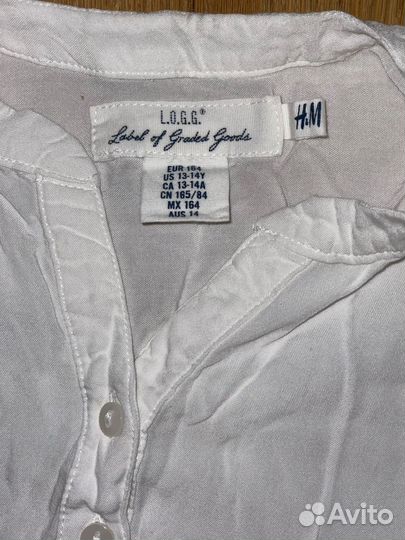 L.O.G.G.®
Label of Graded Goods
H&M
EUR 164
US 13-14Y
CA 13-14A
CN 165/84
MX 164
AUS 14
Avito